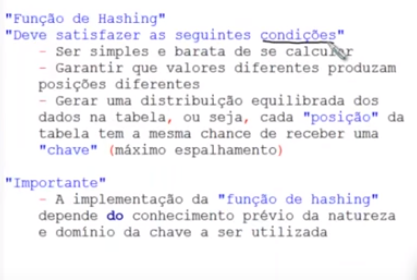 "Função de Hashing"
"Deve satisfazer as seguintes condições"
- Ser simples e barata de se calcular
- Garantir que valores diferentes produzam
posições diferentes
- Gerar uma distribuição equilibrada dos
dados na tabela, ou seja, cada "posição" da
tabela tem a mesma chance de receber uma
"chave" (máximo espalhamento)
"Importante"
- A implementação da "função de hashing"
depende do conhecimento prévio da natureza
e domínio da chave a ser utilizada